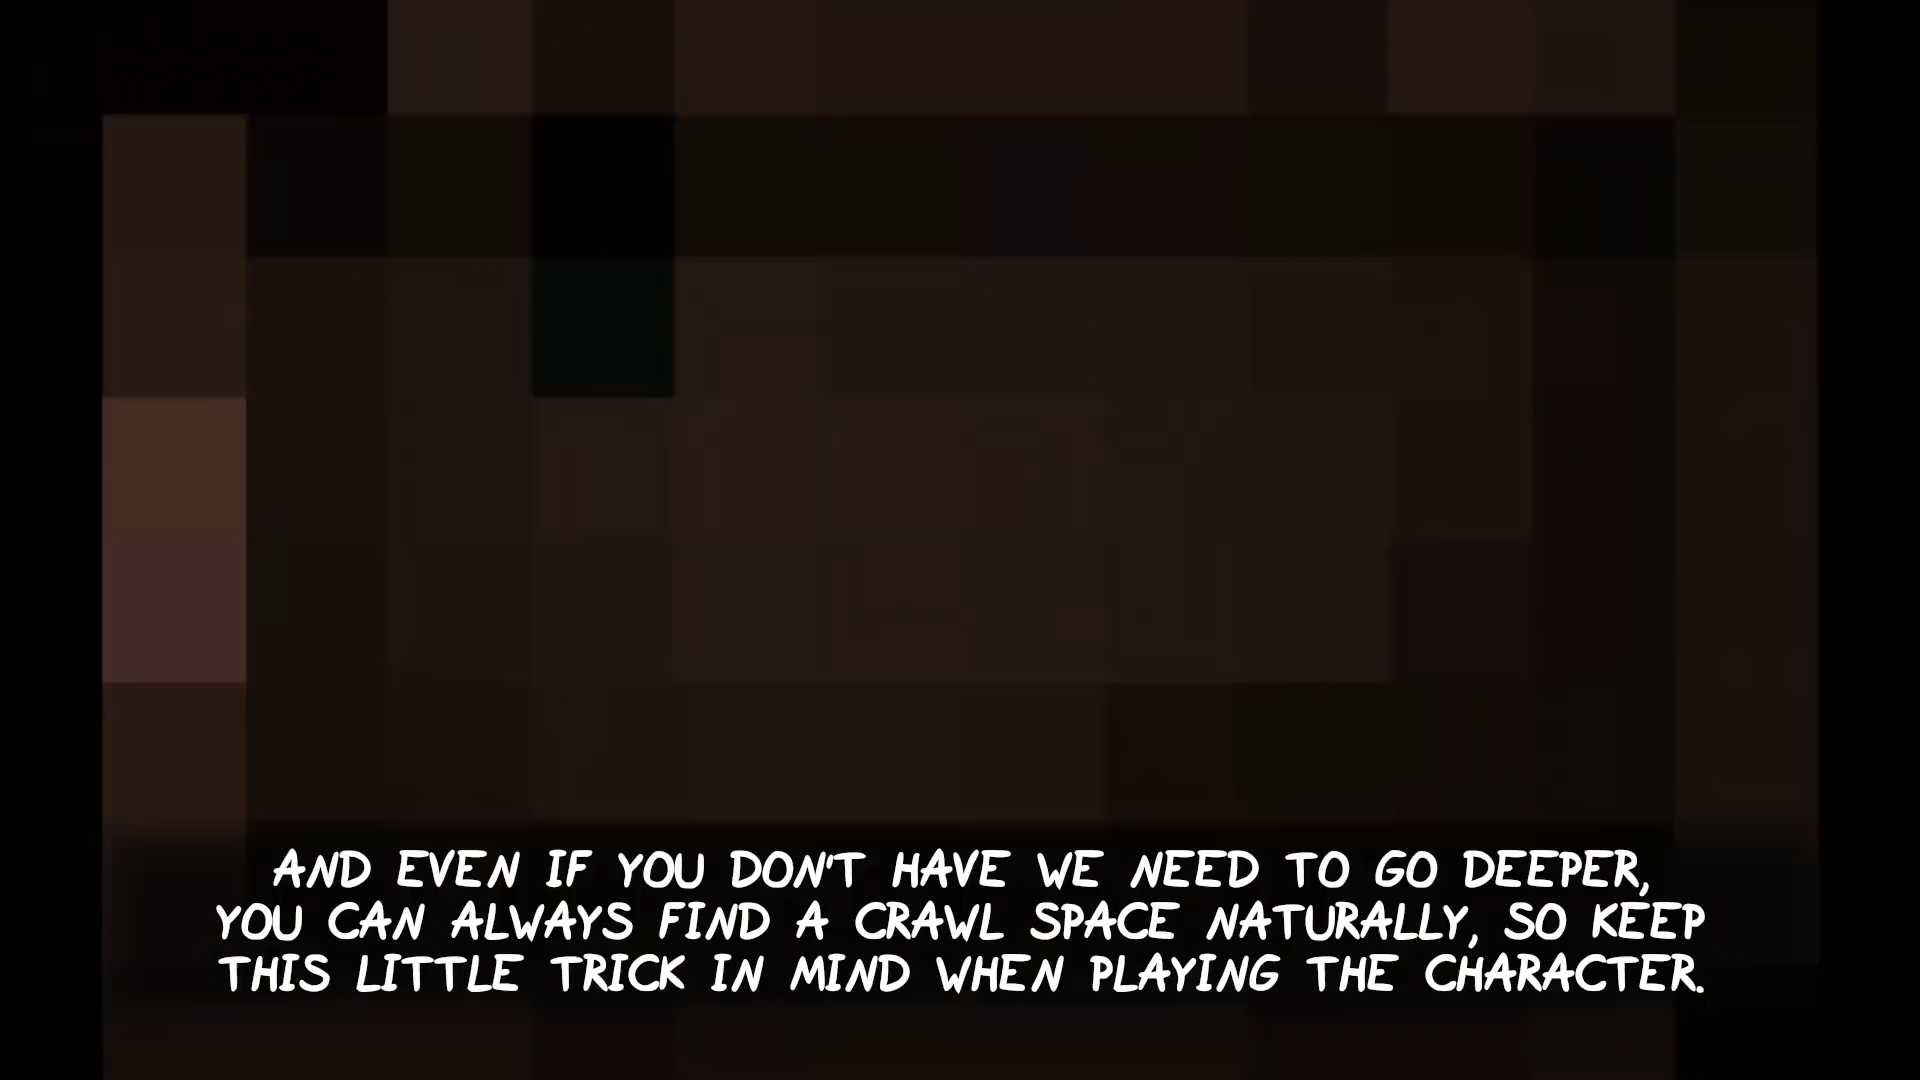 AND EVEN IF YOU DON'T HAVE WE NEED TO GO DEEPER,
YOU CAN ALWAYS FIND A CRAWL SPACE NATURALLY, SO KEEP
THIS LITTLE TRICK IN MIND WHEN PLAYING THE CHARACTER.